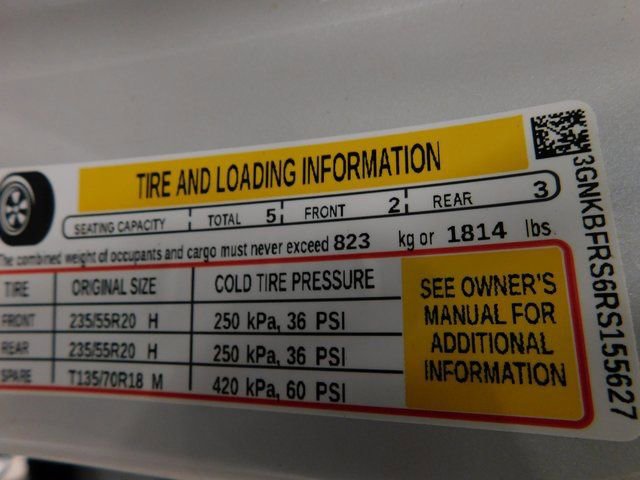 TIRE AND LOADING INFORMATION
SEATING CAPACITY TOTAL 5 FRONT 2 REAR 3
The combined weight of occupants and cargo must never exceed 823 kg or 1814 lbs.
TIRE ORIGINAL SIZE COLD TIRE PRESSURE
FRONT 235/55R20 H 250 kPa, 36 PSI
REAR 235/55R20 H 250 kPa, 36 PSI
SPARE T135/70R18 M 420 kPa, 60 PSI
SEE OWNER'S
MANUAL FOR
ADDITIONAL
INFORMATION
3GNKBFRS6RS155627